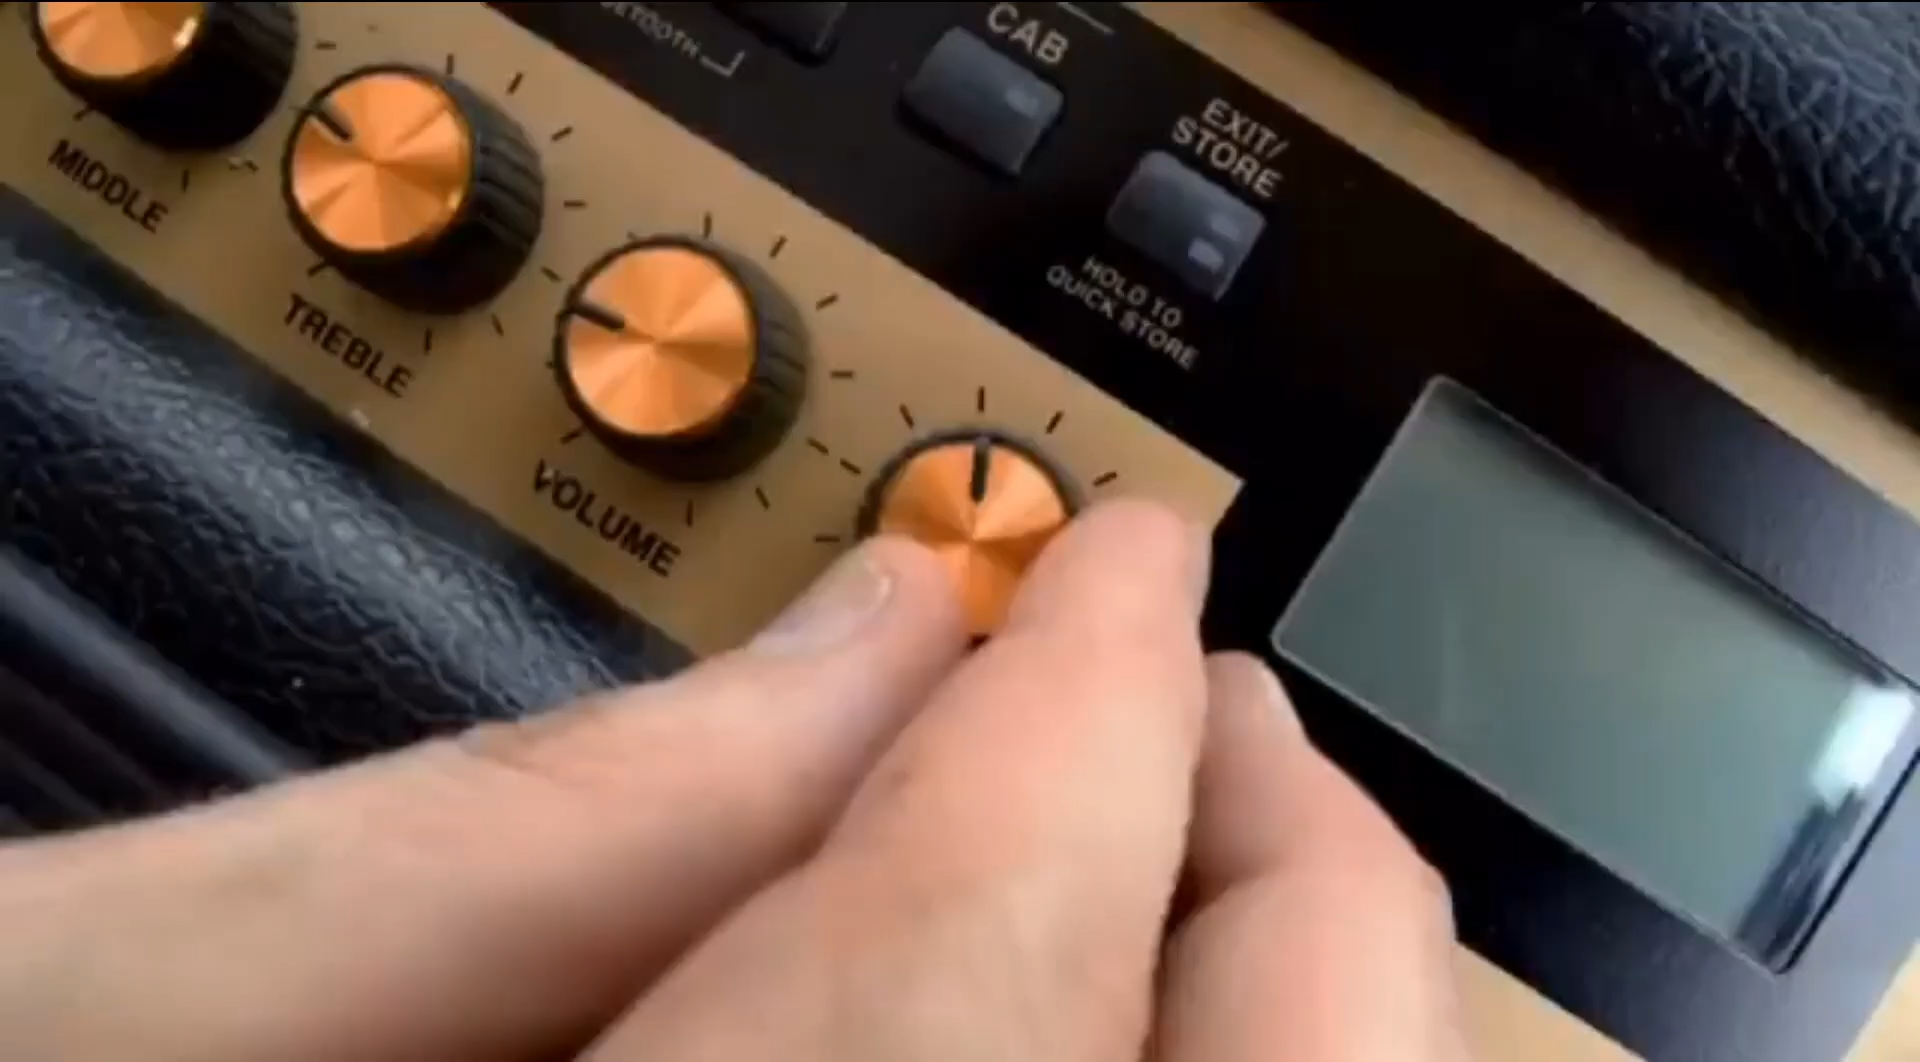 CAB
EXIT/
STORE
HOLD TO
QUICK STORE
MIDDLE
TREBLE
VOLUME